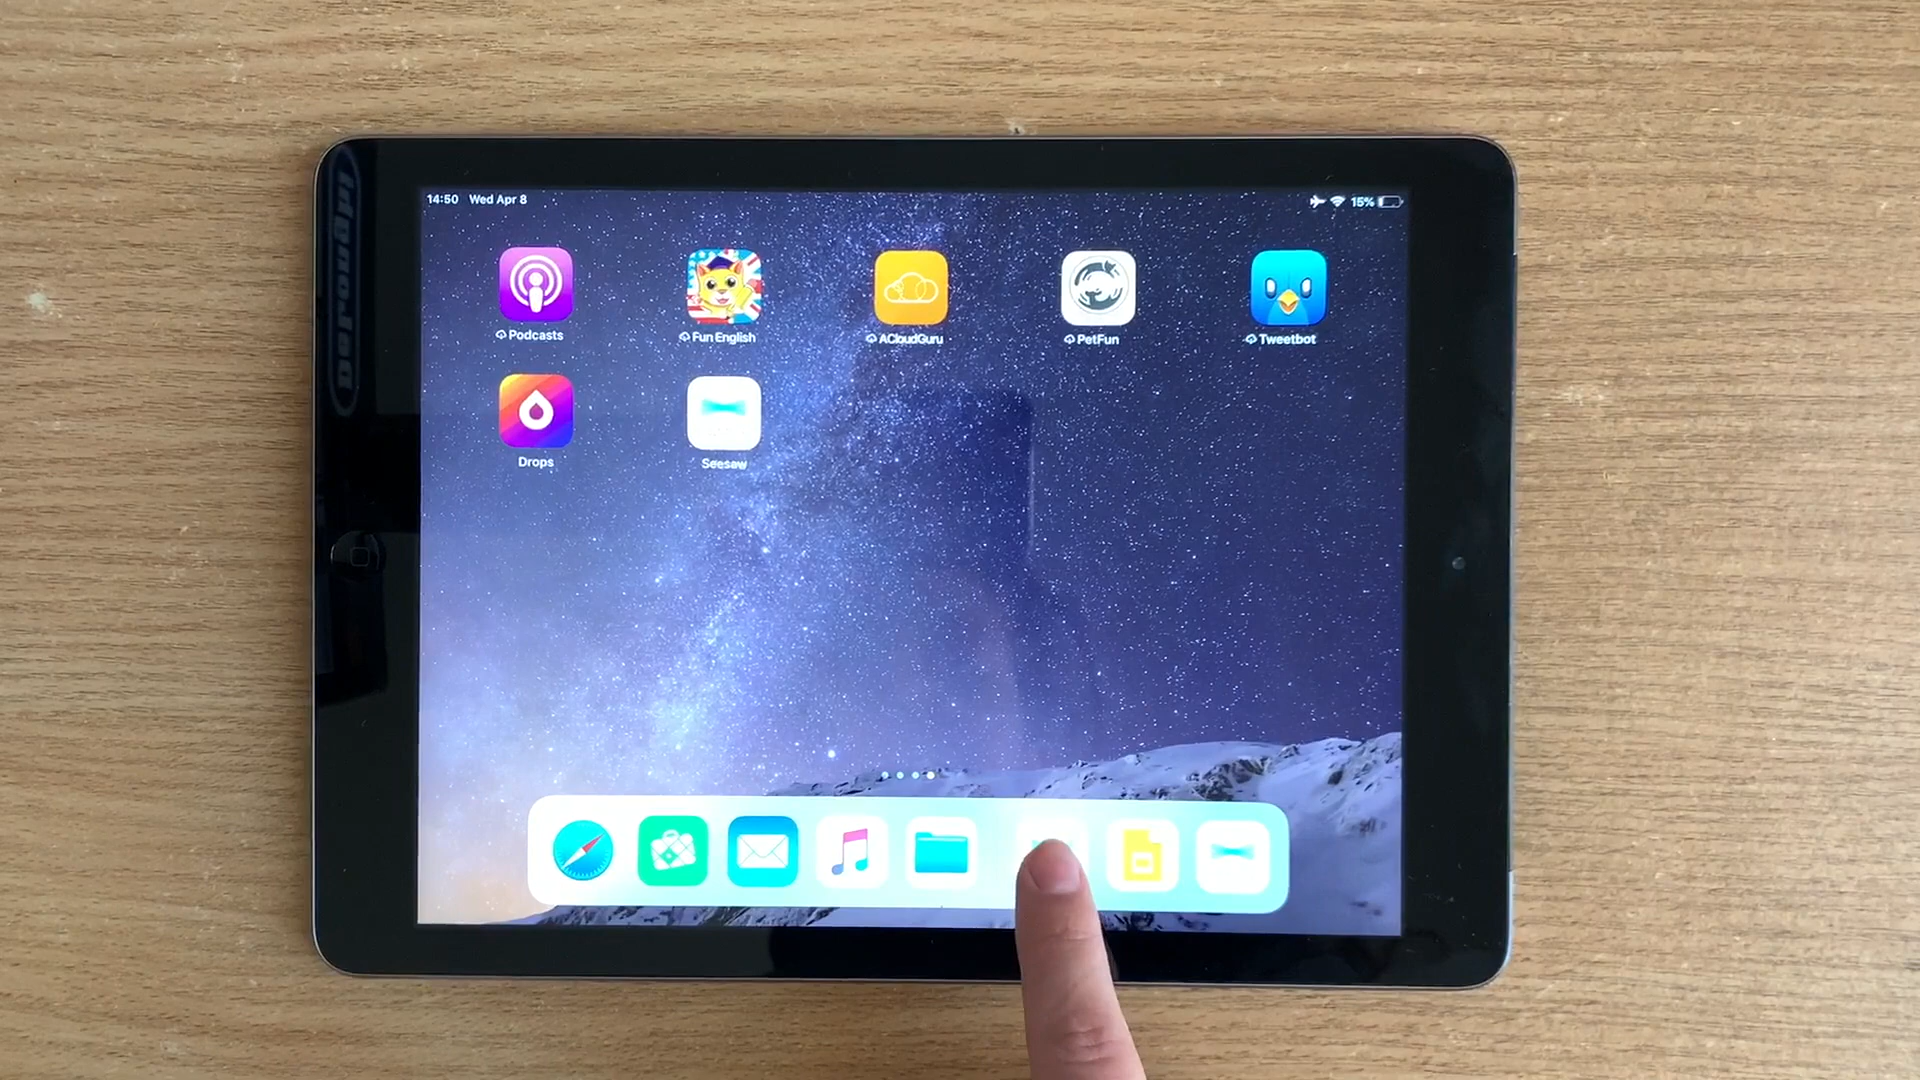 14:50 Wed Apr 8
15%
Podcasts
Fun English
ACloudGuru
PetFun
Tweetbot
Drops
Seesaw